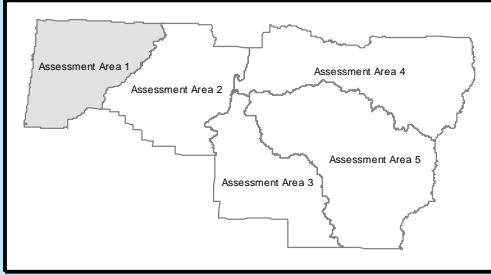 Assessment Area 1
Assessment Area 4
Assessment Area 2
Assessment Area 5
Assessment Area 3